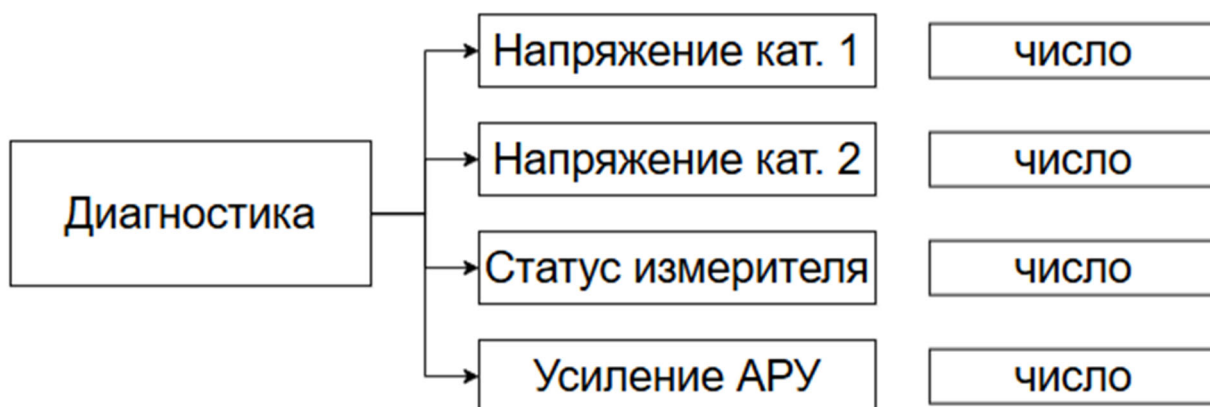 Напряжение кат. 1 число
Напряжение кат. 2 число
Диагностика
Статус измерителя число
Усиление АРУ число